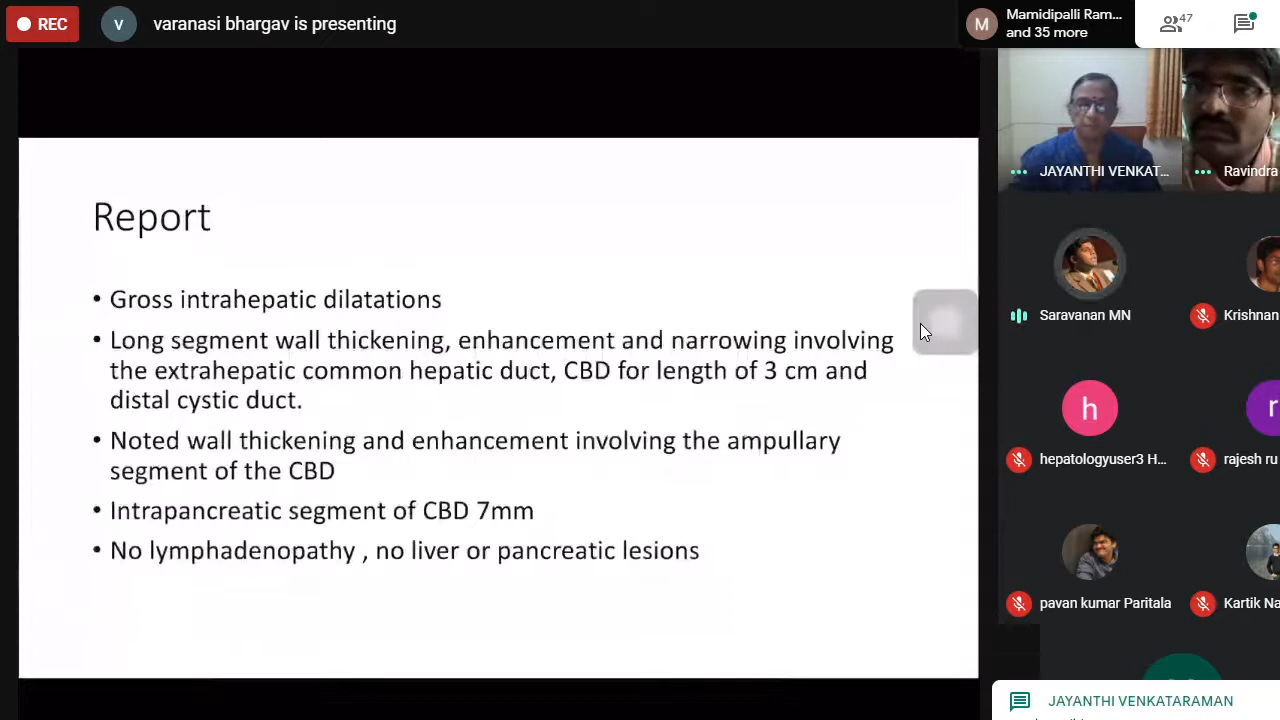 REC
v
varanasi bhargav is presenting
M
Mamidipalli Ram...
and 35 more
47
Report
• Gross intrahepatic dilatations
• Long segment wall thickening, enhancement and narrowing involving
the extrahepatic common hepatic duct, CBD for length of 3 cm and
distal cystic duct.
• Noted wall thickening and enhancement involving the ampullary
segment of the CBD
• Intrapancreatic segment of CBD 7mm
• No lymphadenopathy , no liver or pancreatic lesions
JAYANTHI VENKAT...
Ravindra
Saravanan MN
Krishnan
h
r
hepatologyuser3 H...
rajesh ru
pavan kumar Paritala
Kartik Na
JAYANTHI VENKATARAMAN